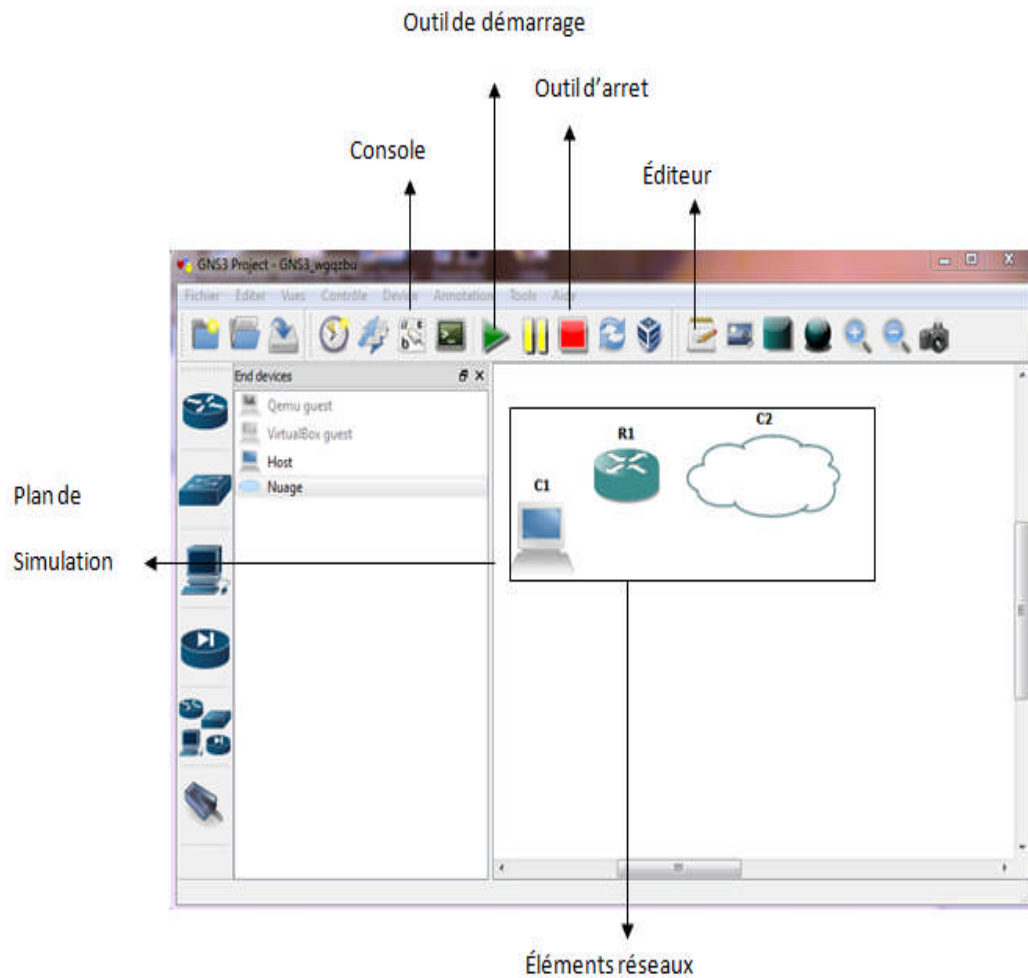 Outil de démarrage
Outil d'arret
Console
Éditeur
GNS3 Project - GNS3_wgqzbu
Fichier Editer Vues Contrôle Device Annotation Tools Aide
End devices
Qemu guest
VirtualBox guest
Host
Nuage
C2
R1
C1
Plan de
Simulation
Éléments réseaux